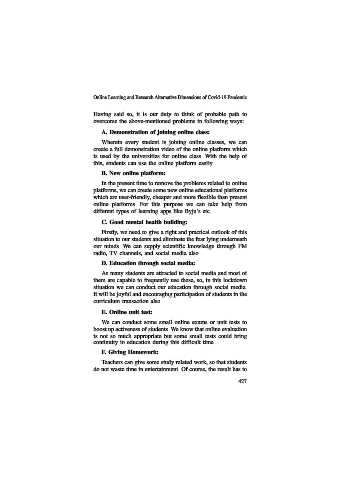 Online Learning and Research Alternative Dimensions of Covid-19 Pandemic
Having said so, it is our duty to think of probable path to
overcome the above-mentioned problems in following ways:
A. Demonstration of joining online class:
Wherein every student is joining online classes, we can
create a full demonstration video of the online platform which
is used by the universities for online class. With the help of
this, students can use the online platform easily.
B. New online platform:
In the present time to remove the problems related to online
platforms, we can create some new online educational platforms
which are user-friendly, cheaper and more flexible than present
online platforms. For this purpose we can take help from
different types of learning apps like Byju's etc.
C. Good mental health building:
Firstly, we need to give a right and practical outlook of this
situation to our students and eliminate the fear lying underneath
our minds. We can supply scientific knowledge through FM
radio, TV channels, and social media also.
D. Education through social media:
As many students are attracted to social media and most of
them are capable to frequently use these, so, in this lockdown
situation we can conduct our education through social media.
It will be joyful and encouraging participation of students in the
curriculum transaction also.
E. Online unit test:
We can conduct some small online exams or unit tests to
boost up activeness of students. We know that online evaluation
is not so much appropriate but some small tests could bring
continuity in education during this difficult time.
F. Giving Homework:
Teachers can give some study related work, so that students
do not waste time in entertainment. Of course, the result has to
427